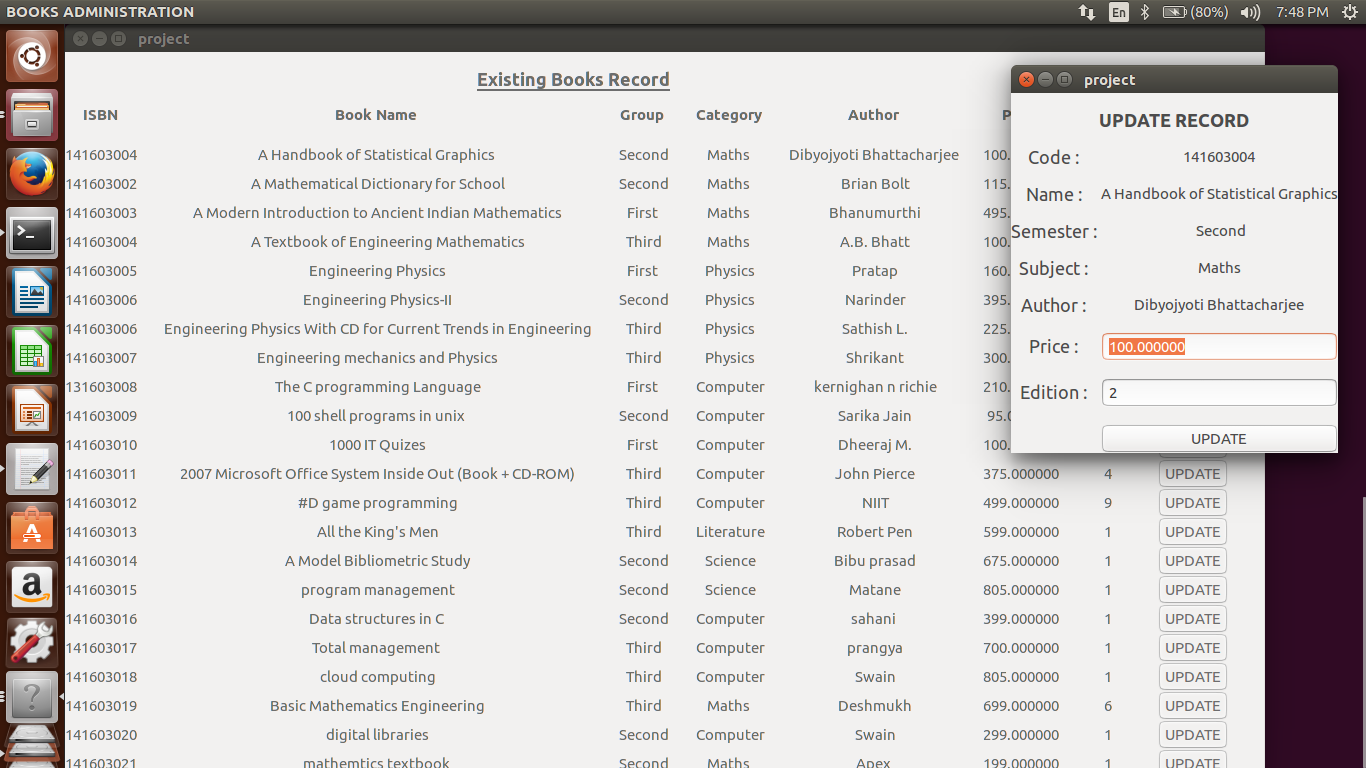 BOOKS ADMINISTRATION En (80%) 7:48 PM
project
Existing Books Record
ISBN Book Name Group Category Author P
141603004 A Handbook of Statistical Graphics Second Maths Dibyojyoti Bhattacharjee 100.
141603002 A Mathematical Dictionary for School Second Maths Brian Bolt 115.
141603003 A Modern Introduction to Ancient Indian Mathematics First Maths Bhanumurthi 495.
141603004 A Textbook of Engineering Mathematics Third Maths A.B. Bhatt 100.
141603005 Engineering Physics First Physics Pratap 160.
141603006 Engineering Physics-II Second Physics Narinder 395.
141603006 Engineering Physics With CD for Current Trends in Engineering Third Physics Sathish L. 225.
141603007 Engineering mechanics and Physics Third Physics Shrikant 300.
131603008 The C programming Language First Computer kernighan n richie 210.
141603009 100 shell programs in unix Second Computer Sarika Jain 95.
141603010 1000 IT Quizes First Computer Dheeraj M. 100.
141603011 2007 Microsoft Office System Inside Out (Book + CD-ROM) Third Computer John Pierce 375.000000 4 UPDATE
141603012 #D game programming Third Computer NIIT 499.000000 9 UPDATE
141603013 All the King's Men Third Literature Robert Pen 599.000000 1 UPDATE
141603014 A Model Bibliometric Study Second Science Bibu prasad 675.000000 1 UPDATE
141603015 program management Second Science Matane 805.000000 1 UPDATE
141603016 Data structures in C Second Computer sahani 399.000000 1 UPDATE
141603017 Total management Third Computer prangya 700.000000 1 UPDATE
141603018 cloud computing Third Computer Swain 805.000000 1 UPDATE
141603019 Basic Mathematics Engineering Third Maths Deshmukh 699.000000 6 UPDATE
141603020 digital libraries Second Computer Swain 299.000000 1 UPDATE
141603021 mathemtics textbook Second Maths Apex 199.000000 1 UPDATE
project
UPDATE RECORD
Code : 141603004
Name : A Handbook of Statistical Graphics
Semester : Second
Subject : Maths
Author : Dibyojyoti Bhattacharjee
Price : 100.000000
Edition : 2
UPDATE